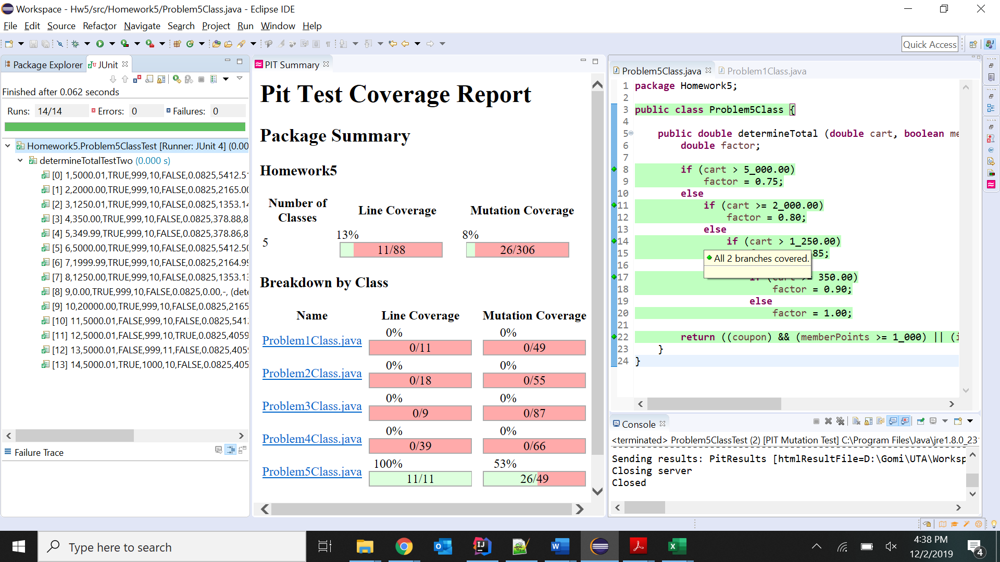 Workspace - Hw5/src/Homework5/Problem5Class.java - Eclipse IDE
File Edit Source Refactor Navigate Search Project Run Window Help
Quick Access
Package Explorer JUnit
Finished after 0.062 seconds
Runs: 14/14 Errors: 0 Failures: 0
Homework5.Problem5ClassTest [Runner: JUnit 4] (0.00
determineTotalTestTwo (0.000 s)
[0] 1,5000.01,TRUE,999,10,FALSE,0.0825,5412.51
[1] 2,2000.00,TRUE,999,10,FALSE,0.0825,2165.00
[2] 3,1250.01,TRUE,999,10,FALSE,0.0825,1353.14
[3] 4,350.00,TRUE,999,10,FALSE,0.0825,378.88,8
[4] 5,349.99,TRUE,999,10,FALSE,0.0825,378.86,8
[5] 6,5000.00,TRUE,999,10,FALSE,0.0825,5412.50
[6] 7,1999.99,TRUE,999,10,FALSE,0.0825,2164.99
[7] 8,1250.00,TRUE,999,10,FALSE,0.0825,1353.13
[8] 9,0.00,TRUE,999,10,FALSE,0.0825,0.00,-, (dete
[9] 10,20000.00,TRUE,999,10,FALSE,0.0825,2165
[10] 11,5000.01,FALSE,999,10,FALSE,0.0825,541
[11] 12,5000.01,FALSE,999,10,TRUE,0.0825,4059
[12] 13,5000.01,FALSE,999,11,FALSE,0.0825,405
[13] 14,5000.01,TRUE,1000,10,FALSE,0.0825,405
Failure Trace
PIT Summary
Pit Test Coverage Report
Package Summary
Homework5
Number of Classes Line Coverage Mutation Coverage
5 13% 11/88 8% 26/306
Breakdown by Class
Name Line Coverage Mutation Coverage
Problem1Class.java 0% 0/11 0% 0/49
Problem2Class.java 0% 0/18 0% 0/55
Problem3Class.java 0% 0/9 0% 0/87
Problem4Class.java 0% 0/39 0% 0/66
Problem5Class.java 100% 11/11 53% 26/49
Problem5Class.java Problem1Class.java
1 package Homework5;
2
3 public class Problem5Class {
4
5 public double determineTotal (double cart, boolean me
6 double factor;
7
8 if (cart > 5_000.00)
9 factor = 0.75;
10 else
11 if (cart >= 2_000.00)
12 factor = 0.80;
13 else
14 if (cart > 1_250.00)
15 85;
All 2 branches covered.
16
17 if (cart >= 350.00)
18 factor = 0.90;
19 else
20 factor = 1.00;
21
22 return ((coupon) && (memberPoints >= 1_000) || (i
23 }
24 }
Console
<terminated> Problem5ClassTest (2) [PIT Mutation Test] C:\Program Files\Java\jre1.8.0_23
Sending results: PitResults [htmlResultFile=D:\Gomi\UTA\Worksp
Closing server
Closed
Type here to search
4:38 PM
12/2/2019
4